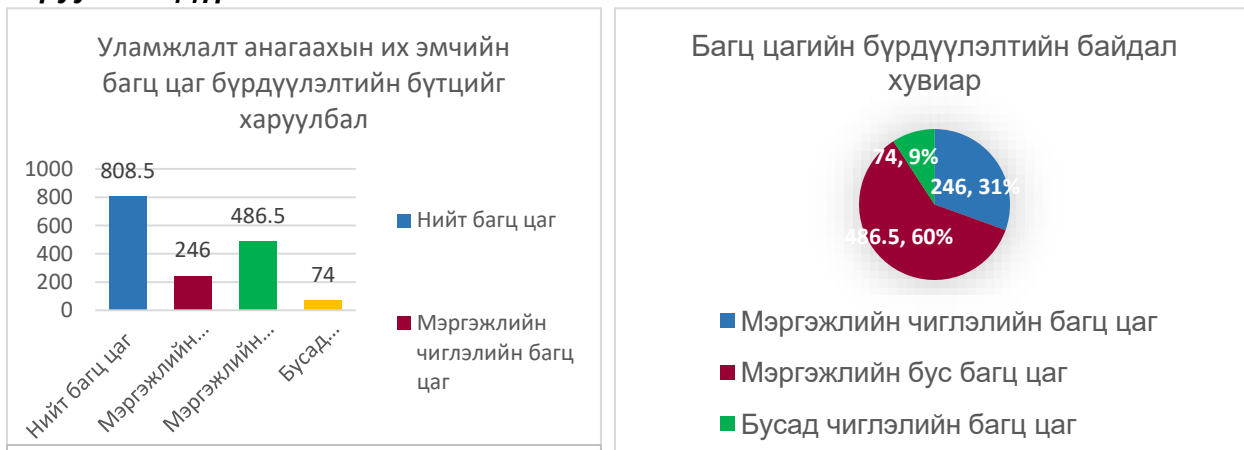 Уламжлалт анагаахын их эмчийн
багц цаг бүрдүүлэлтийн бүтцийг
харуулбал
1000
800
600
400
200
0
808.5
246
486.5
74
Нийт багц цаг
Мэргэжлийн...
Мэргэжлийн...
Бусад...
Нийт багц цаг
Мэргэжлийн
чиглэлийн багц
цаг
Багц цагийн бүрдүүлэлтийн байдал
хувиар
74, 9%
246, 31%
486.5, 60%
Мэргэжлийн чиглэлийн багц цаг
Мэргэжлийн бус багц цаг
Бусад чиглэлийн багц цаг